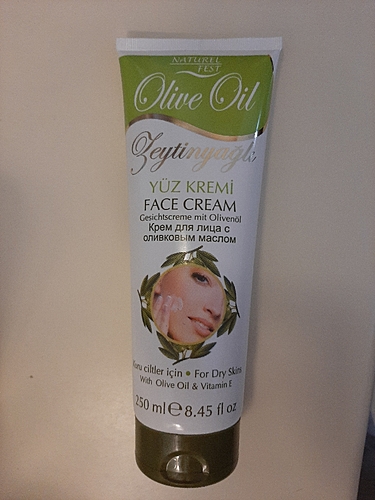 NATUREL
FEST
Olive Oil
Zeytinyağlı
YÜZ KREMİ
FACE CREAM
Gesichtscreme mit Olivenöl
Крем для лица с
оливковым маслом
Kuru ciltler için • For Dry Skins
With Olive Oil & Vitamin E
250 ml ℮ 8.45 fl oz